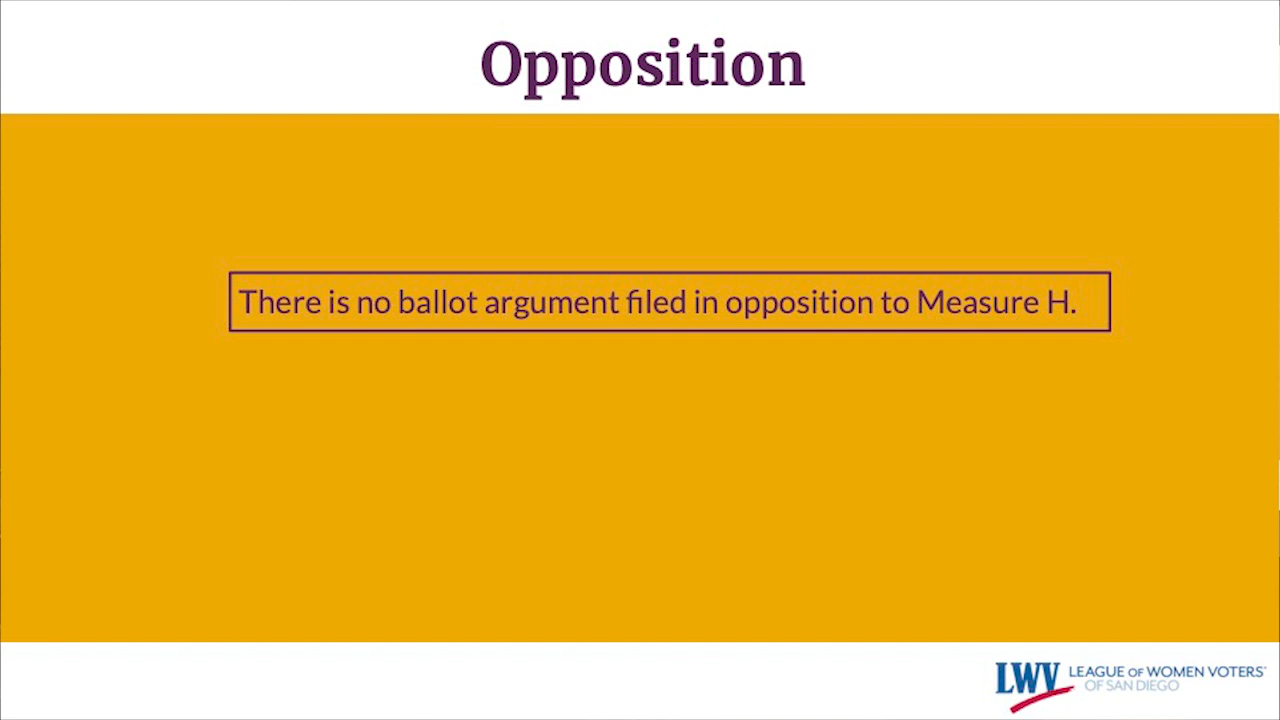 Opposition
There is no ballot argument filed in opposition to Measure H.
LWV LEAGUE OF WOMEN VOTERS®
OF SAN DIEGO